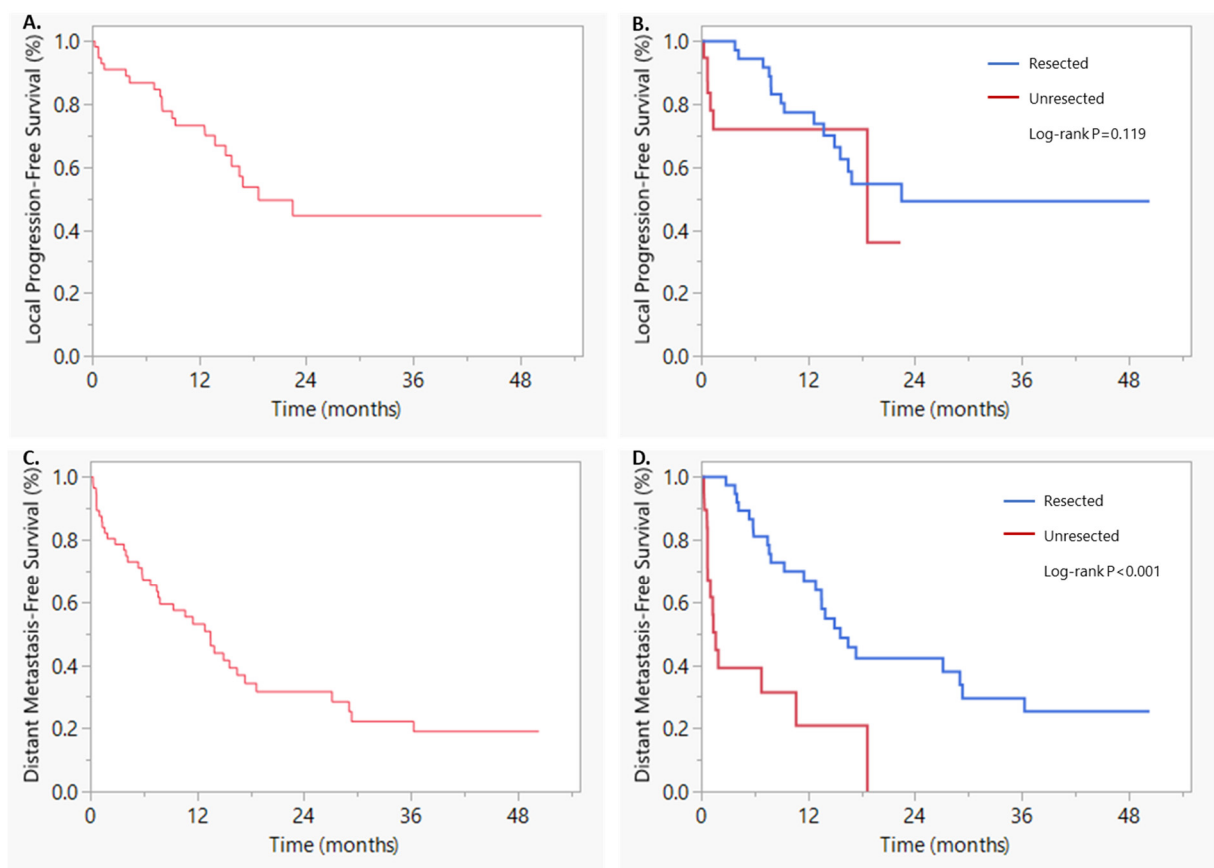 A.
Local Progression-Free Survival (%)
1.0
0.8
0.6
0.4
0.2
0.0
0 12 24 36 48
Time (months)
B.
Local Progression-Free Survival (%)
1.0
0.8
0.6
0.4
0.2
0.0
Resected
Unresected
Log-rank P=0.119
0 12 24 36 48
Time (months)
C.
Distant Metastasis-Free Survival (%)
1.0
0.8
0.6
0.4
0.2
0.0
0 12 24 36 48
Time (months)
D.
Distant Metastasis-Free Survival (%)
1.0
0.8
0.6
0.4
0.2
0.0
Resected
Unresected
Log-rank P<0.001
0 12 24 36 48
Time (months)